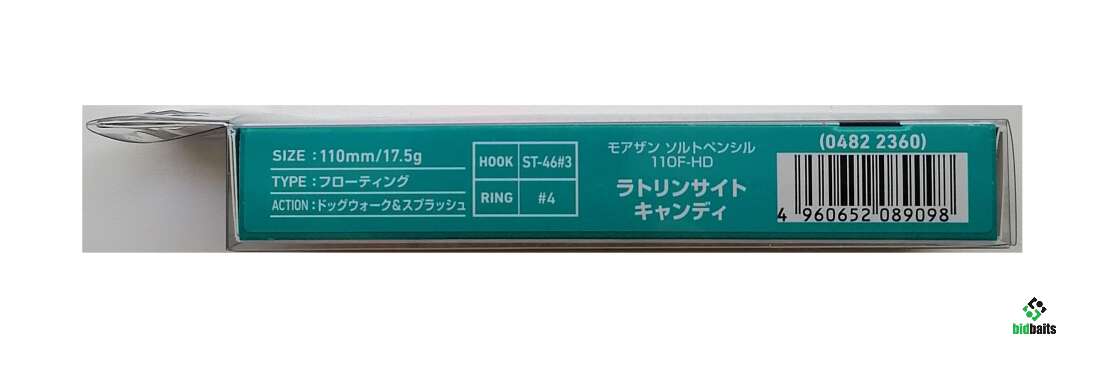 SIZE : 110mm/17.5g
TYPE : フローティング
ACTION : ドッグウォーク&スプラッシュ
HOOK ST-46#3
RING #4
モアザン ソルトペンシル
110F-HD
ラトリンサイト
キャンディ
(0482 2360)
4 960652 089098
bidbaits